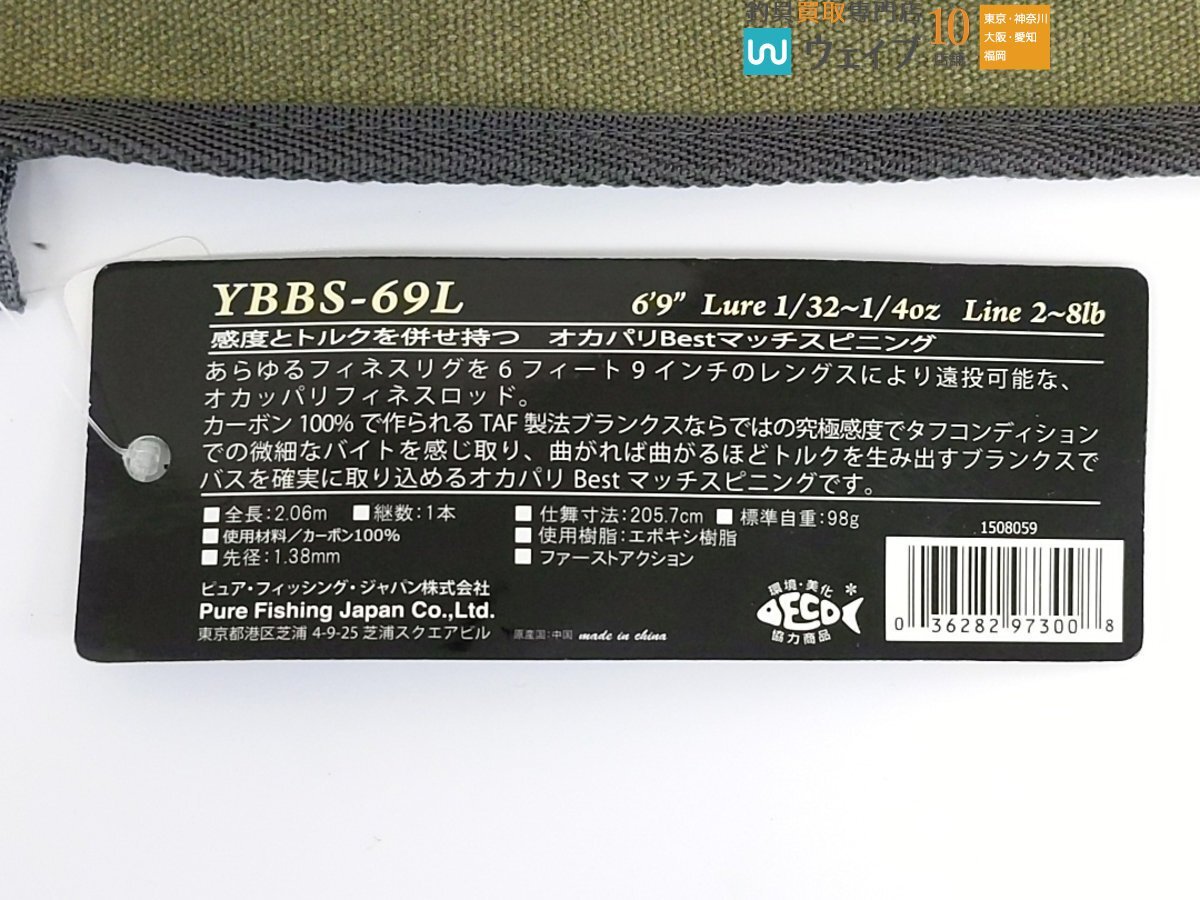 釣具買取専門店
ウェイブ
10
店舗
東京・神奈川
大阪・愛知
福岡
YBBS-69L 6'9" Lure 1/32~1/4oz Line 2~8lb
感度とトルクを併せ持つ オカパリBestマッチスピニング
あらゆるフィネスリグを6フィート9インチのレングスにより遠投可能な、
オカッパリフィネスロッド。
カーボン100%で作られるTAF製法ブランクスならではの究極感度でタフコンディション
での微細なバイトを感じ取り、曲がれば曲がるほどトルクを生み出すブランクスで
バスを確実に取り込めるオカパリBestマッチスピニングです。
■全長:2.06m ■継数:1本 ■仕舞寸法:205.7cm ■標準自重:98g
■使用材料/カーボン100% ■使用樹脂:エポキシ樹脂
■先径:1.38mm ■ファーストアクション
1508059
ピュア・フィッシング・ジャパン株式会社
Pure Fishing Japan Co.,Ltd.
東京都港区芝浦 4-9-25 芝浦スクエアビル 原産国:中国 made in china
環境・美化
ECO
協力商品
0 36282 97300 8